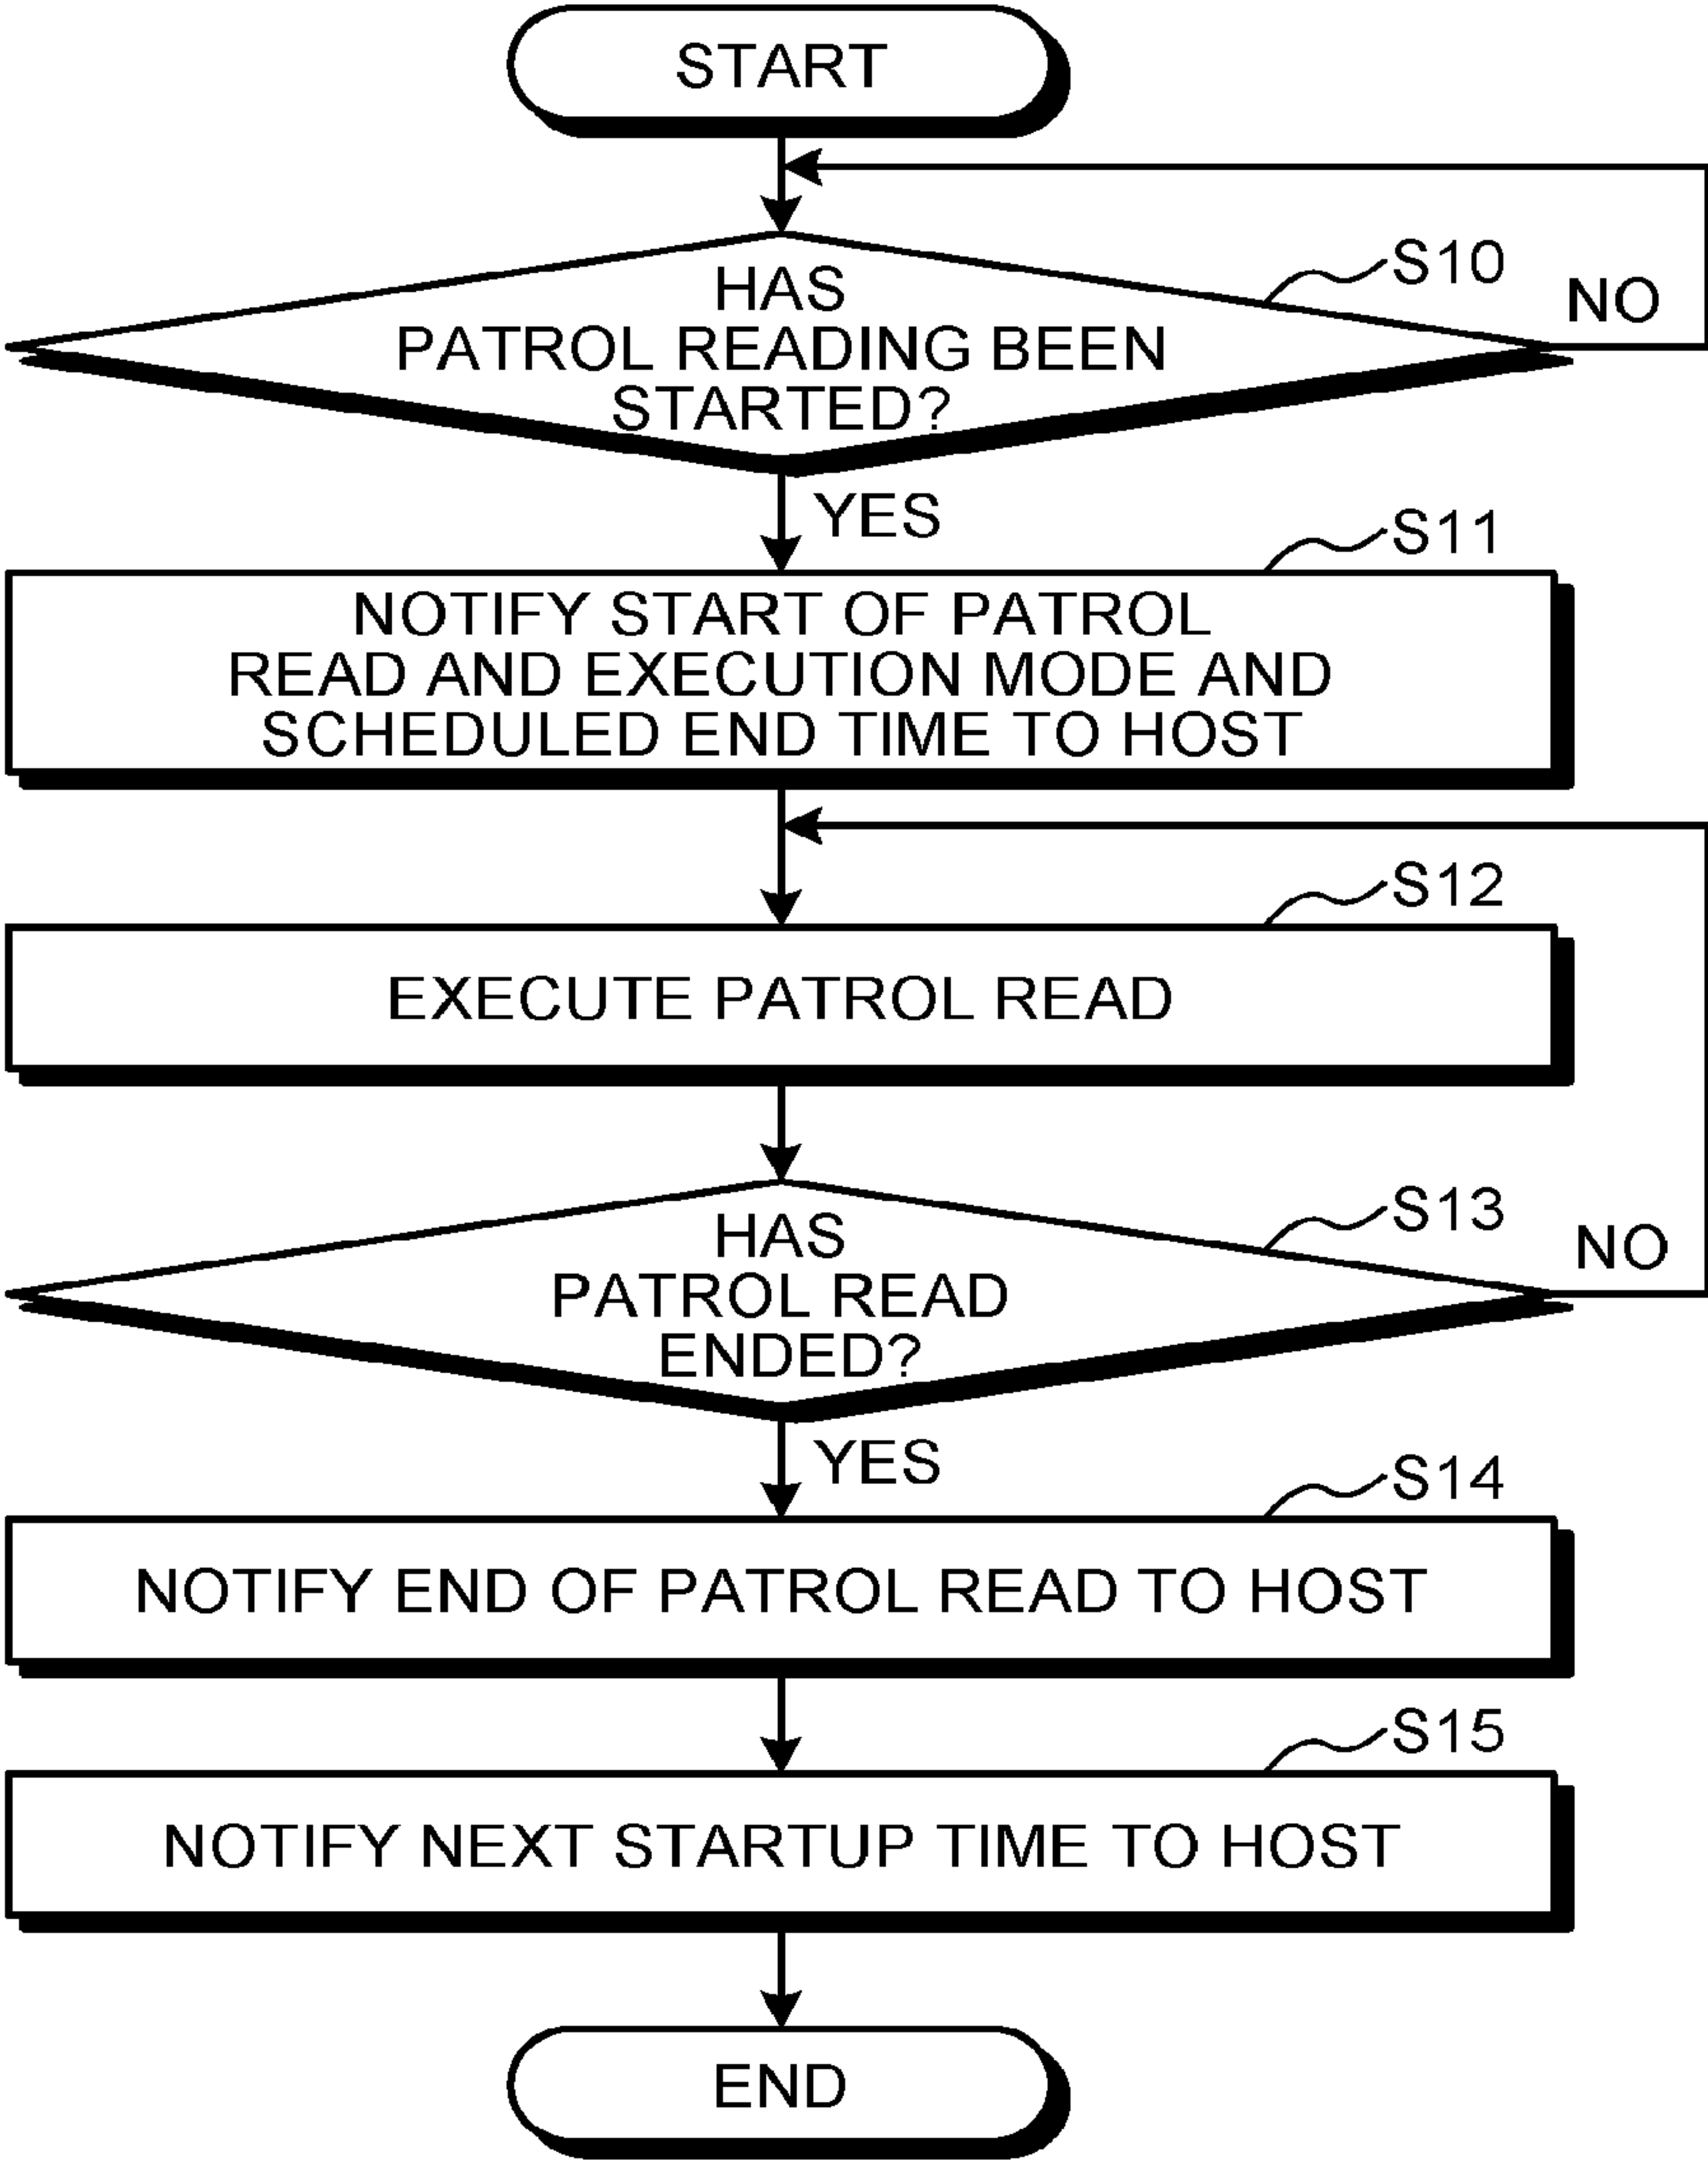 START
S10
NO
HAS
PATROL READING BEEN
STARTED?
YES
S11
NOTIFY START OF PATROL
READ AND EXECUTION MODE AND
SCHEDULED END TIME TO HOST
S12
EXECUTE PATROL READ
S13
NO
HAS
PATROL READ
ENDED?
YES
S14
NOTIFY END OF PATROL READ TO HOST
S15
NOTIFY NEXT STARTUP TIME TO HOST
END